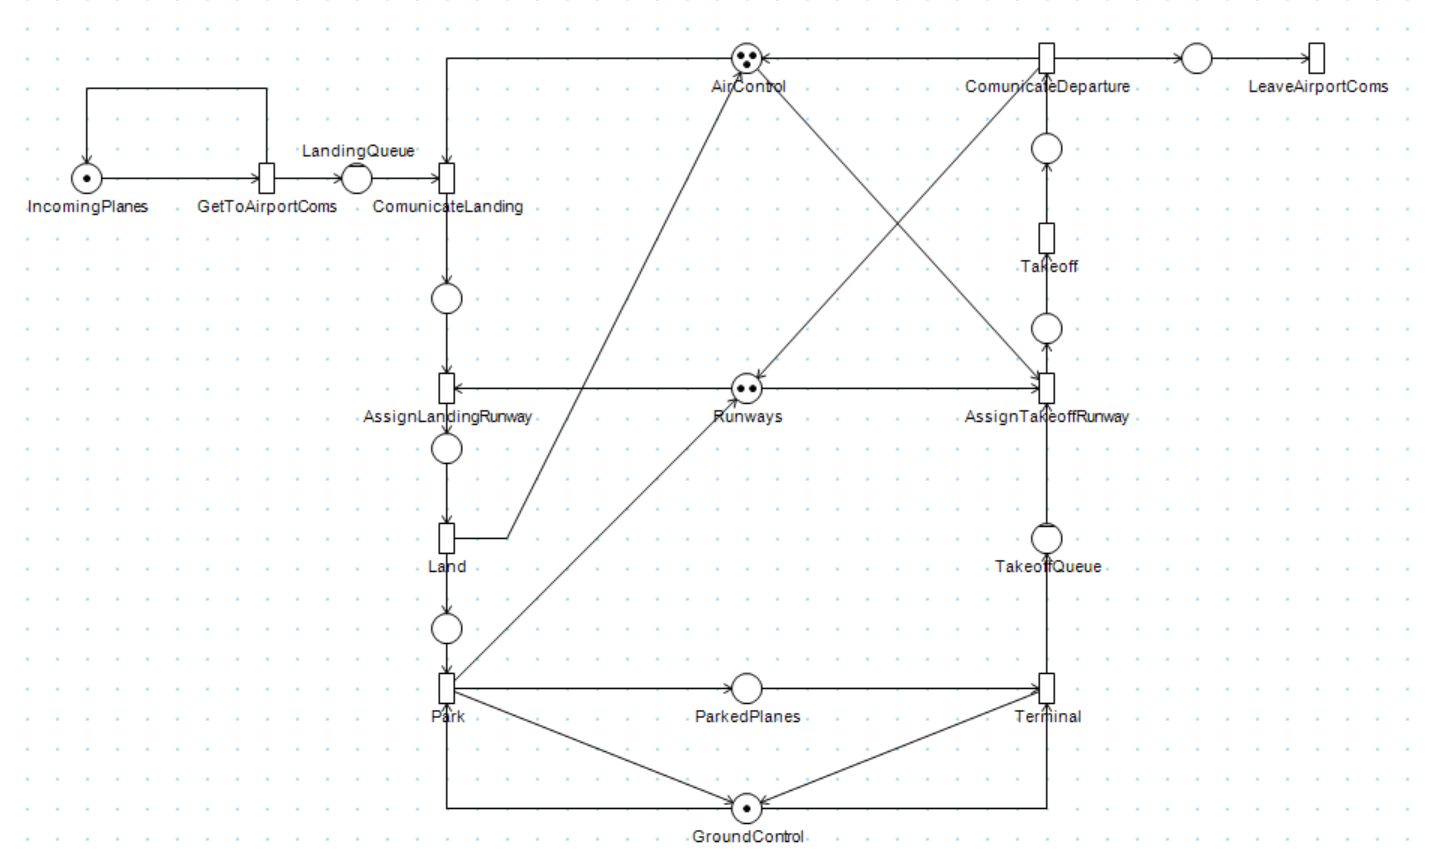 AirControl
ComunicateDeparture
LeaveAirportComs
LandingQueue
IncomingPlanes
GetToAirportComs
ComunicateLanding
Takeoff
AssignLandingRunway
Runways
AssignTakeoffRunway
Land
TakeoffQueue
Park
ParkedPlanes
Terminal
GroundControl